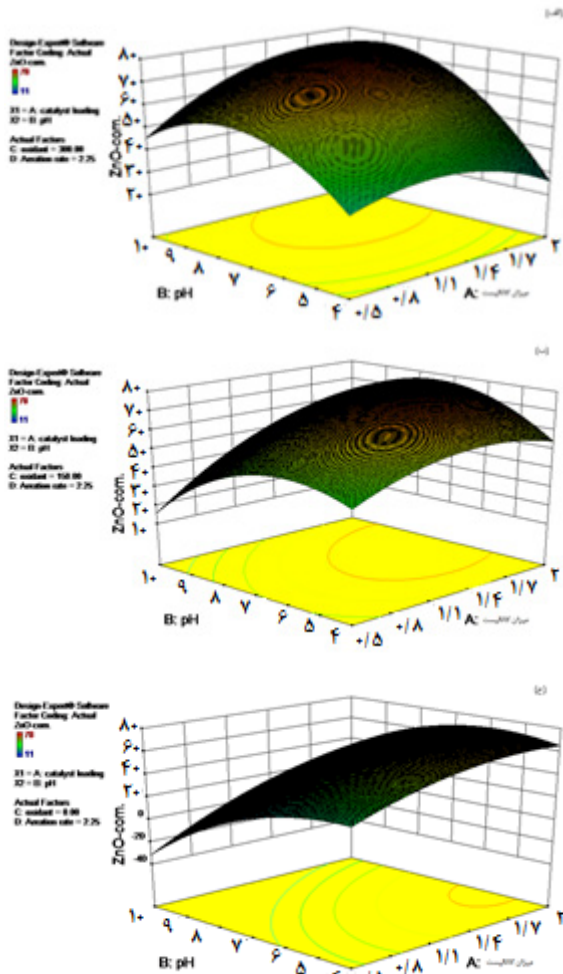 (الف)
Design-Expert® Software
Factor Coding: Actual
ZnO-com.
78
11
X1 = A: catalyst loading
X2 = B: pH
Actual Factors
C: oxidant = 300.00
D: Aeration rate = 2.25
ZnO-com.
۸۰
۷۰
۶۰
۵۰
۴۰
۳۰
۲۰
۱۰
۹
۸
۷
۶
۵
۴
B: pH
۰/۵
۰/۸
۱/۱
۱/۴
۱/۷
۲
A:
(ب)
Design-Expert® Software
Factor Coding: Actual
ZnO-com.
78
11
X1 = A: catalyst loading
X2 = B: pH
Actual Factors
C: oxidant = 150.00
D: Aeration rate = 2.25
ZnO-com.
۸۰
۷۰
۶۰
۵۰
۴۰
۳۰
۲۰
۱۰
۱۰
۹
۸
۷
۶
۵
۴
B: pH
۰/۵
۰/۸
۱/۱
۱/۴
۱/۷
۲
A:
(ج)
Design-Expert® Software
Factor Coding: Actual
ZnO-com.
78
11
X1 = A: catalyst loading
X2 = B: pH
Actual Factors
C: oxidant = 0.00
D: Aeration rate = 2.25
ZnO-com.
۸۰
۶۰
۴۰
۲۰
0
-20
-40
۱۰
۹
۸
۷
۶
۵
۴
B: pH
۰/۵
۰/۸
۱/۱
۱/۴
۱/۷
۲
A: